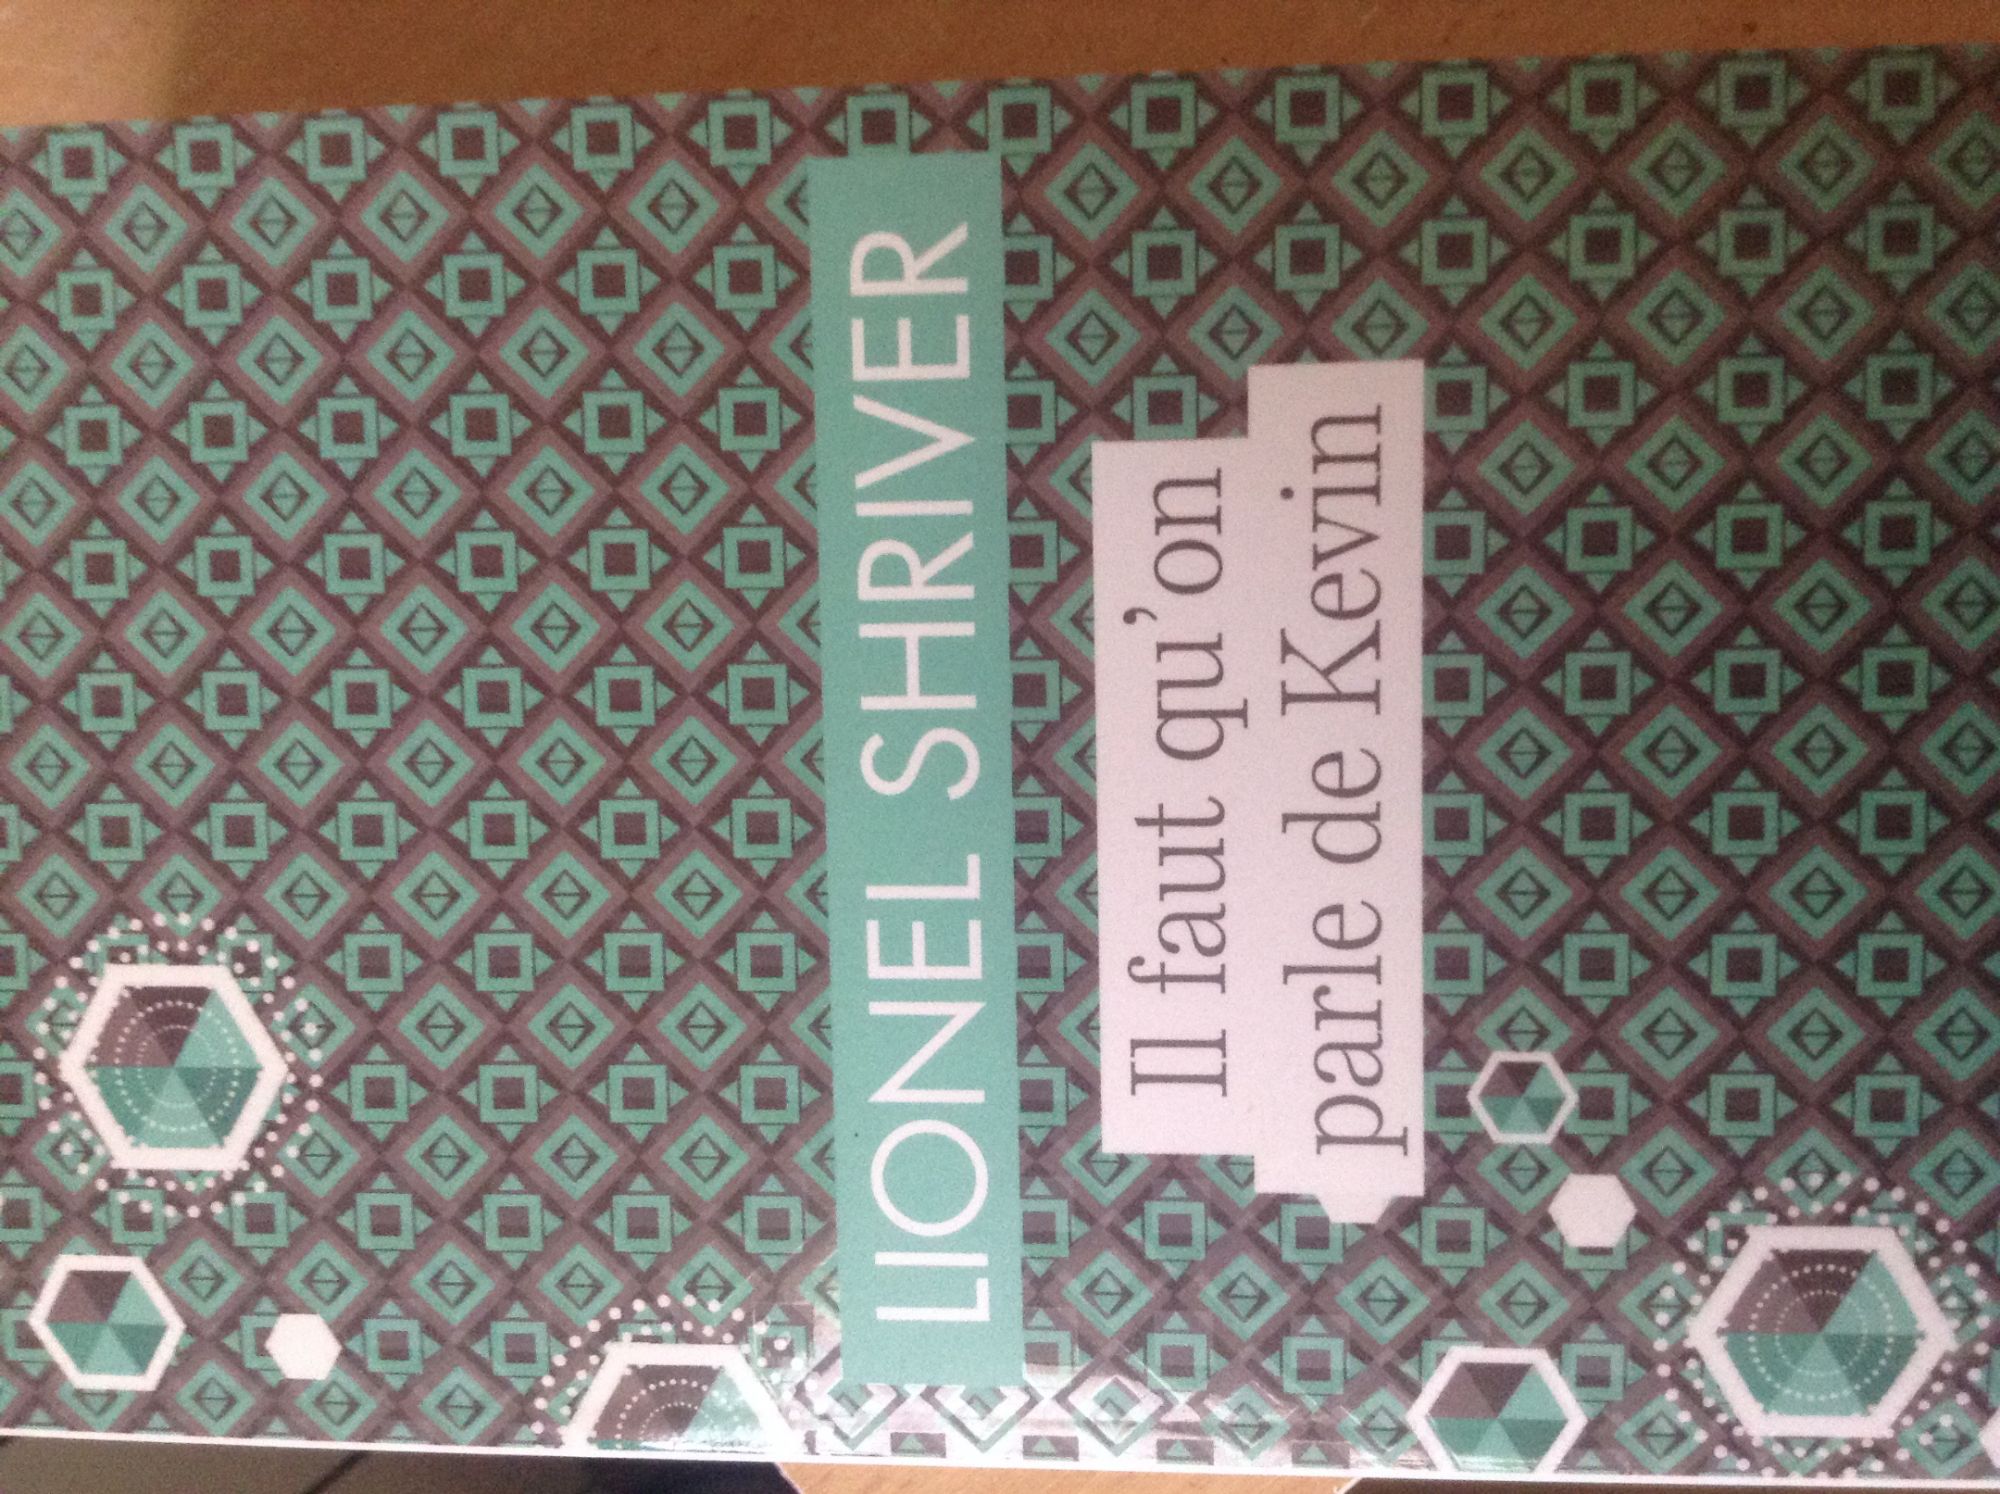 LIONEL SHRIVER
Il faut qu'on
parle de Kevin